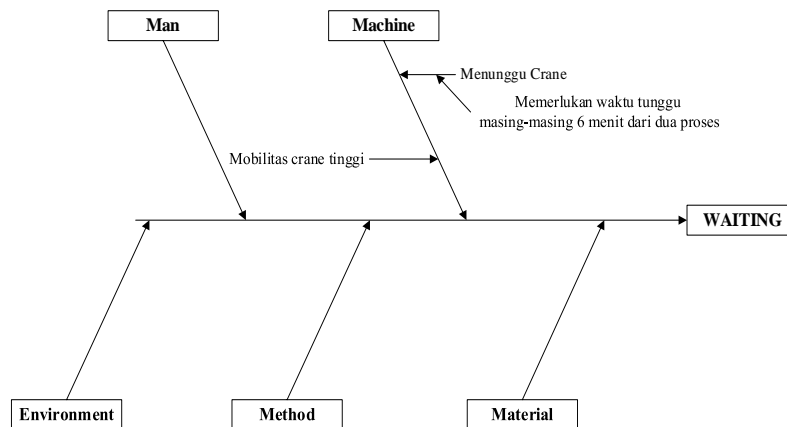 Man
Machine
Menunggu Crane
Memerlukan waktu tunggu
masing-masing 6 menit dari dua proses
Mobilitas crane tinggi
WAITING
Environment
Method
Material